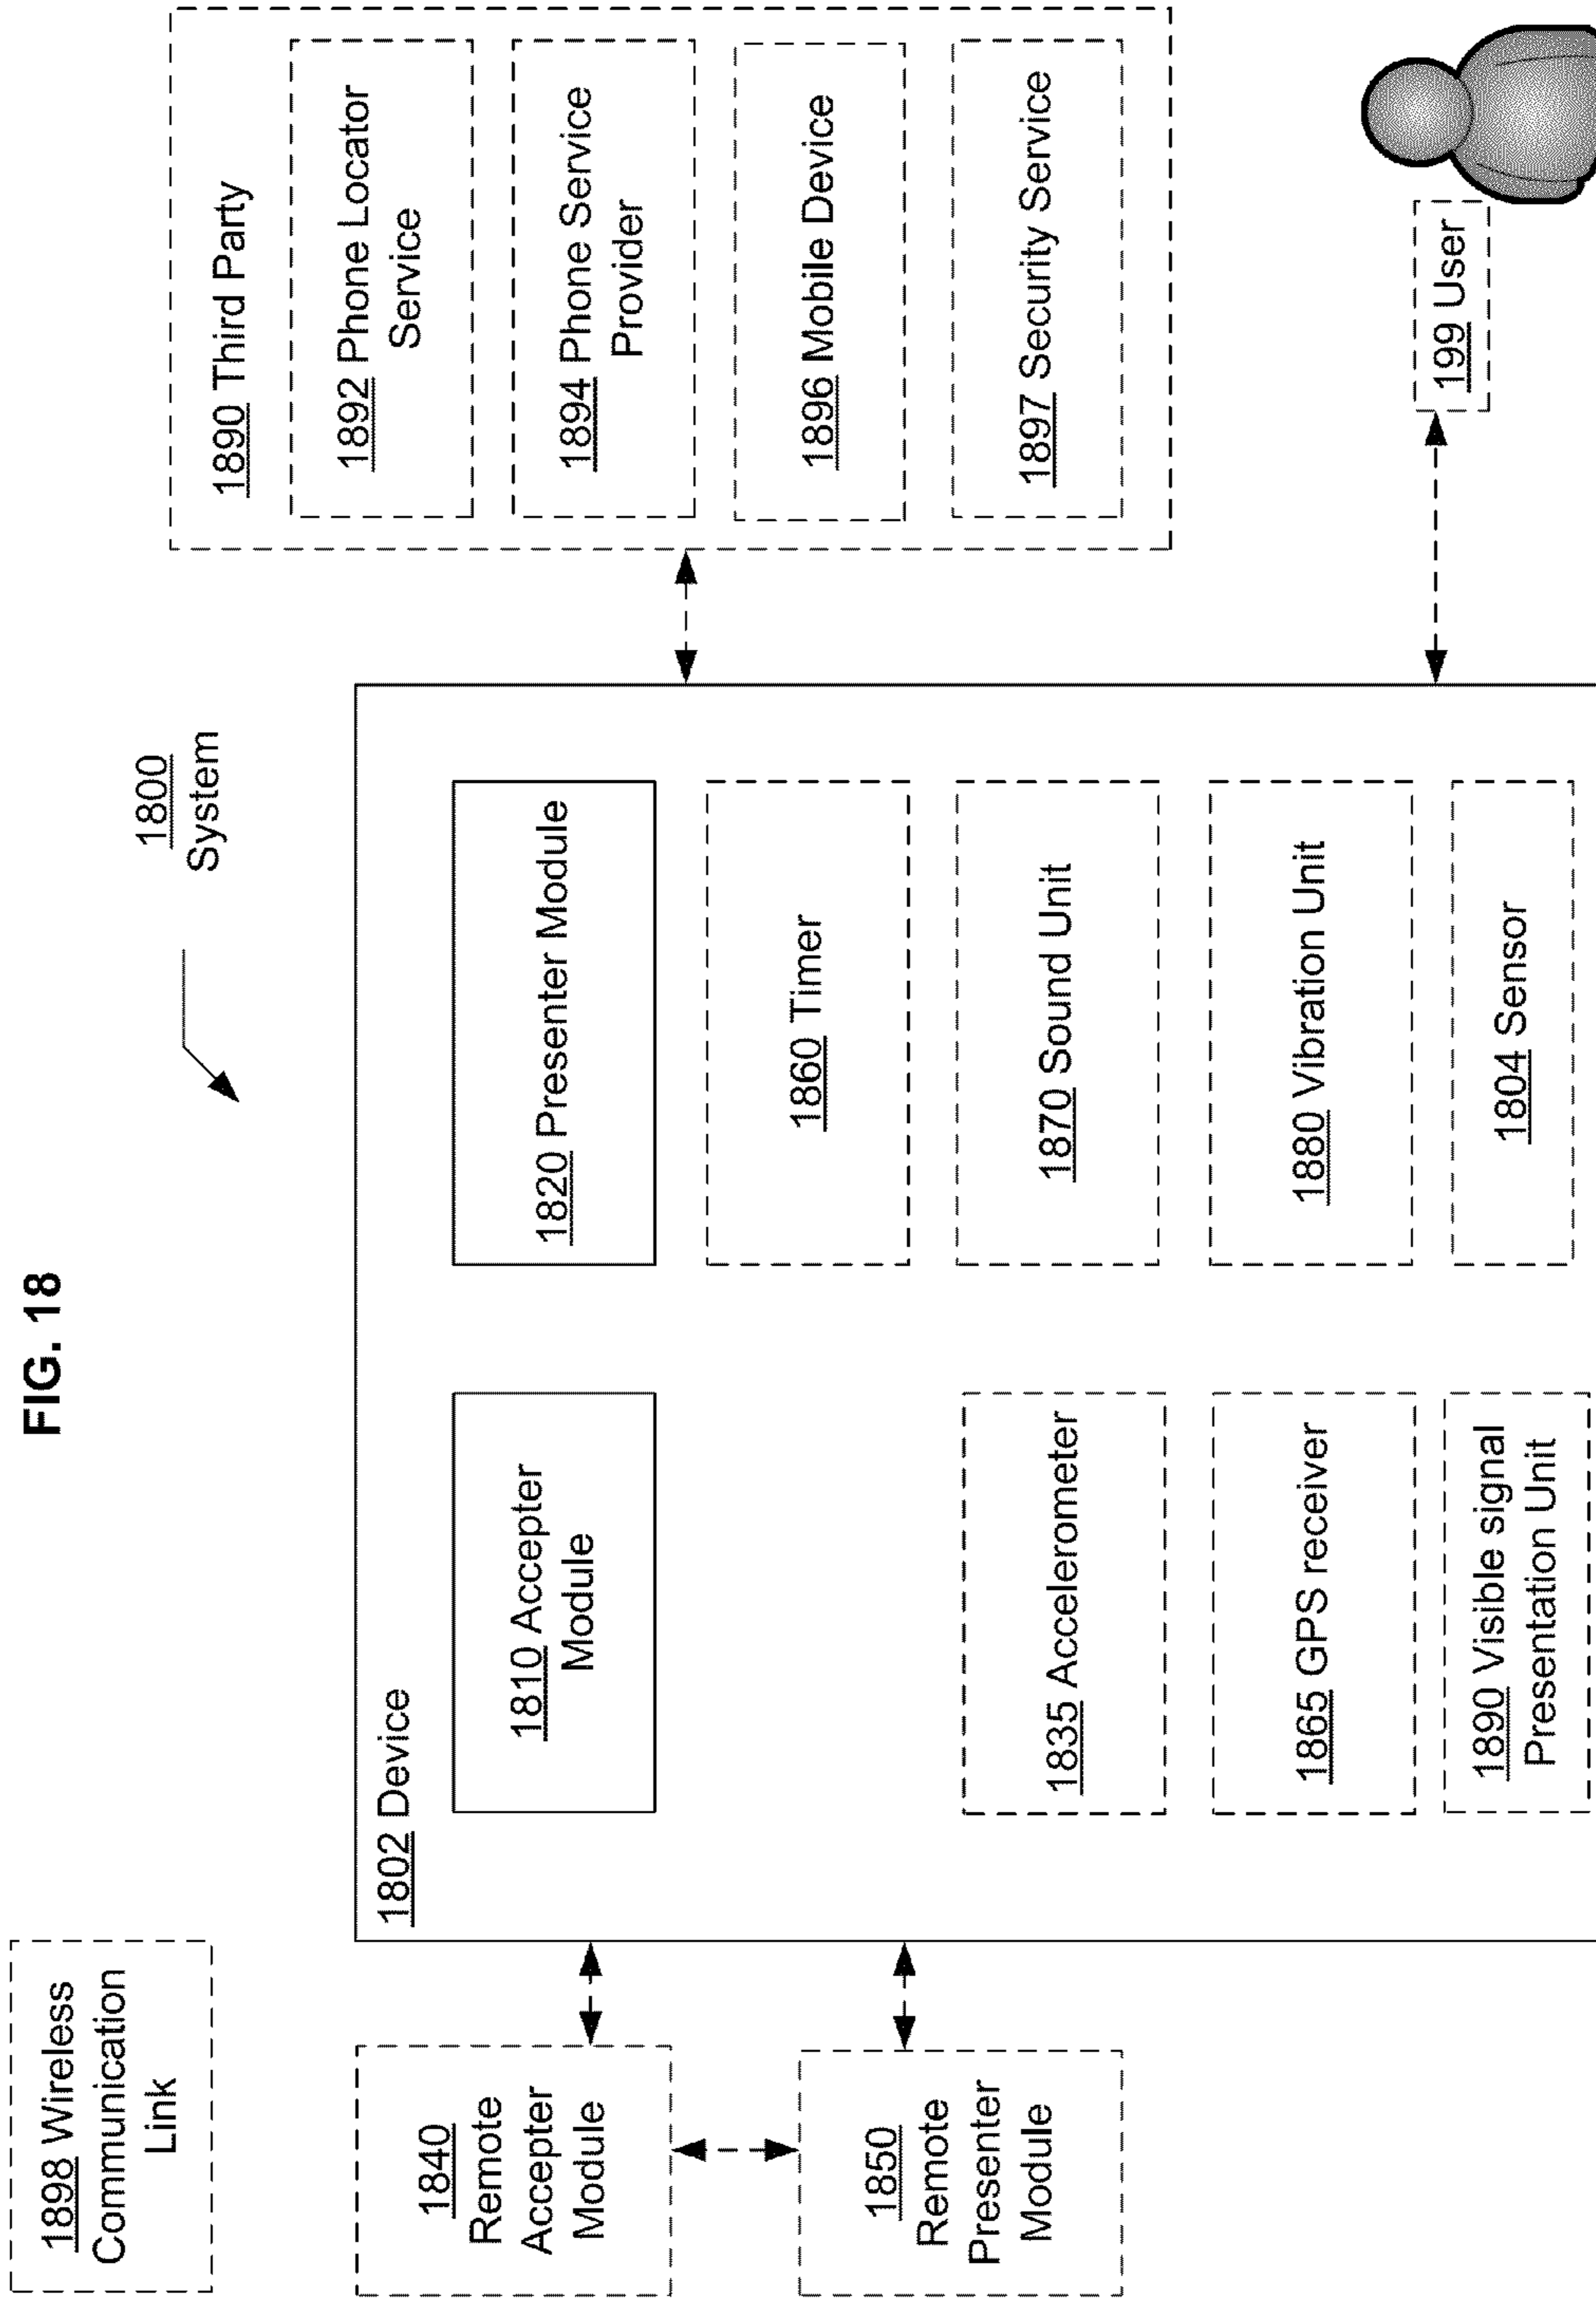 FIG. 18
1898 Wireless
Communication
Link
1800
System
1840
Remote
Accepter
Module
1850
Remote
Presenter
Module
1802 Device
1810 Accepter
Module
1820 Presenter Module
1860 Timer
1835 Accelerometer
1870 Sound Unit
1865 GPS receiver
1880 Vibration Unit
1890 Visible signal
Presentation Unit
1804 Sensor
1890 Third Party
1892 Phone Locator
Service
1894 Phone Service
Provider
1896 Mobile Device
1897 Security Service
199 User